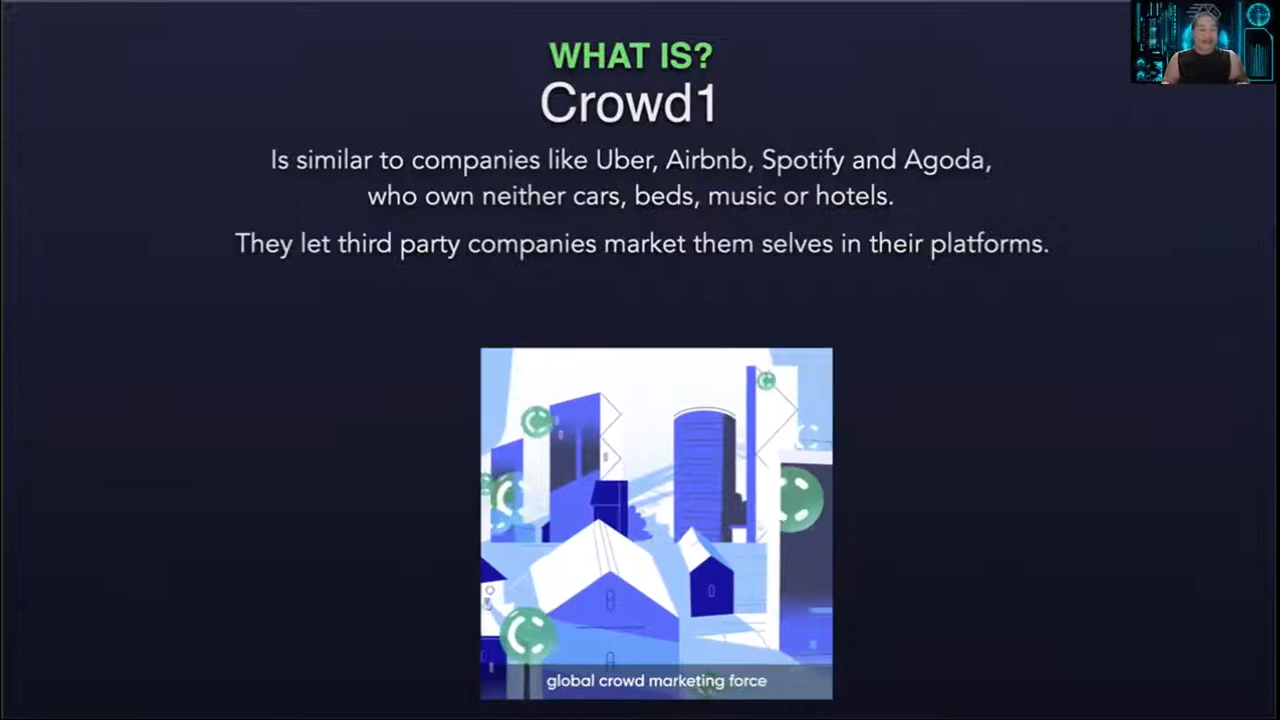 WHAT IS?
Crowd1
Is similar to companies like Uber, Airbnb, Spotify and Agoda,
who own neither cars, beds, music or hotels.
They let third party companies market them selves in their platforms.
global crowd marketing force